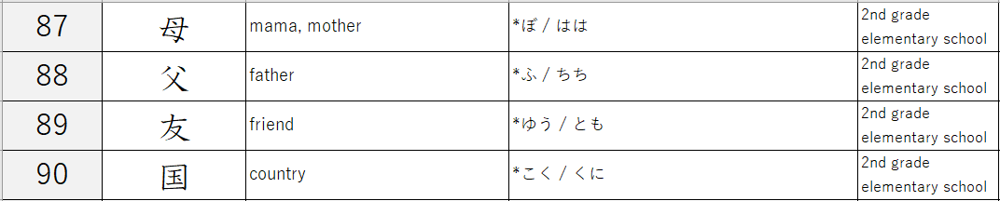 87 母 mama, mother *ぼ / はは 2nd grade
elementary school
88 父 father *ふ / ちち 2nd grade
elementary school
89 友 friend *ゆう / とも 2nd grade
elementary school
90 国 country *こく / くに 2nd grade
elementary school